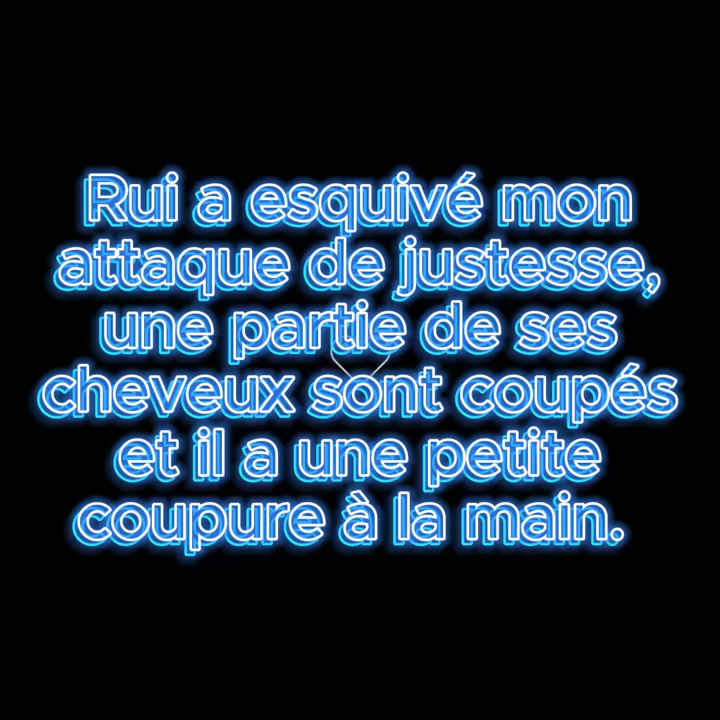 Rui a esquivé mon
attaque de justesse,
une partie de ses
cheveux sont coupés
et il a une petite
coupure à la main.